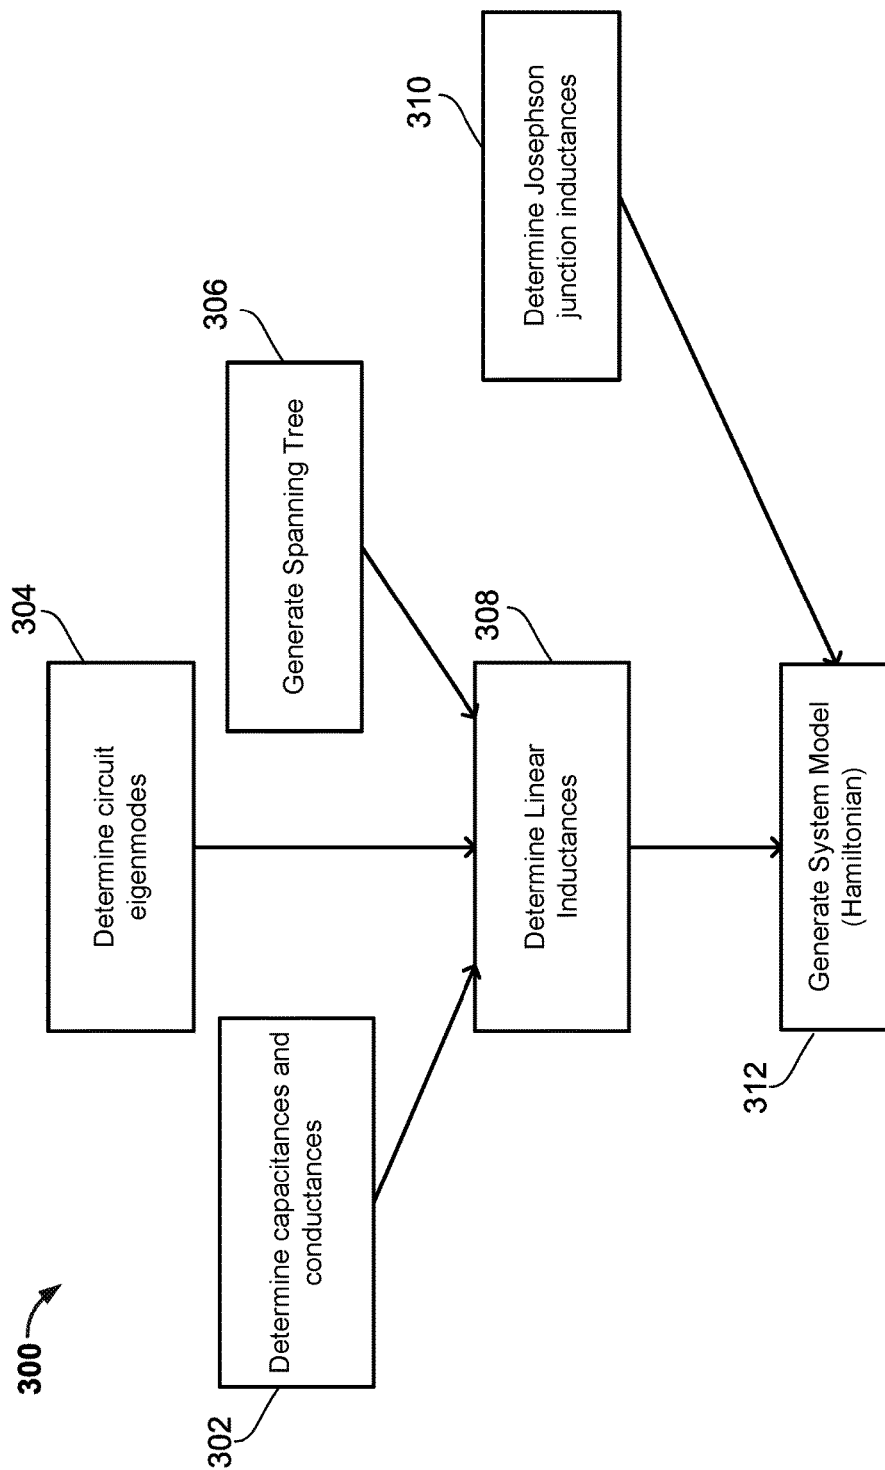 300
304
Determine circuit
eigenmodes
302
Determine capacitances and
conductances
306
Generate Spanning Tree
308
Determine Linear
Inductances
310
Determine Josephson
junction inductances
312
Generate System Model
(Hamiltonian)